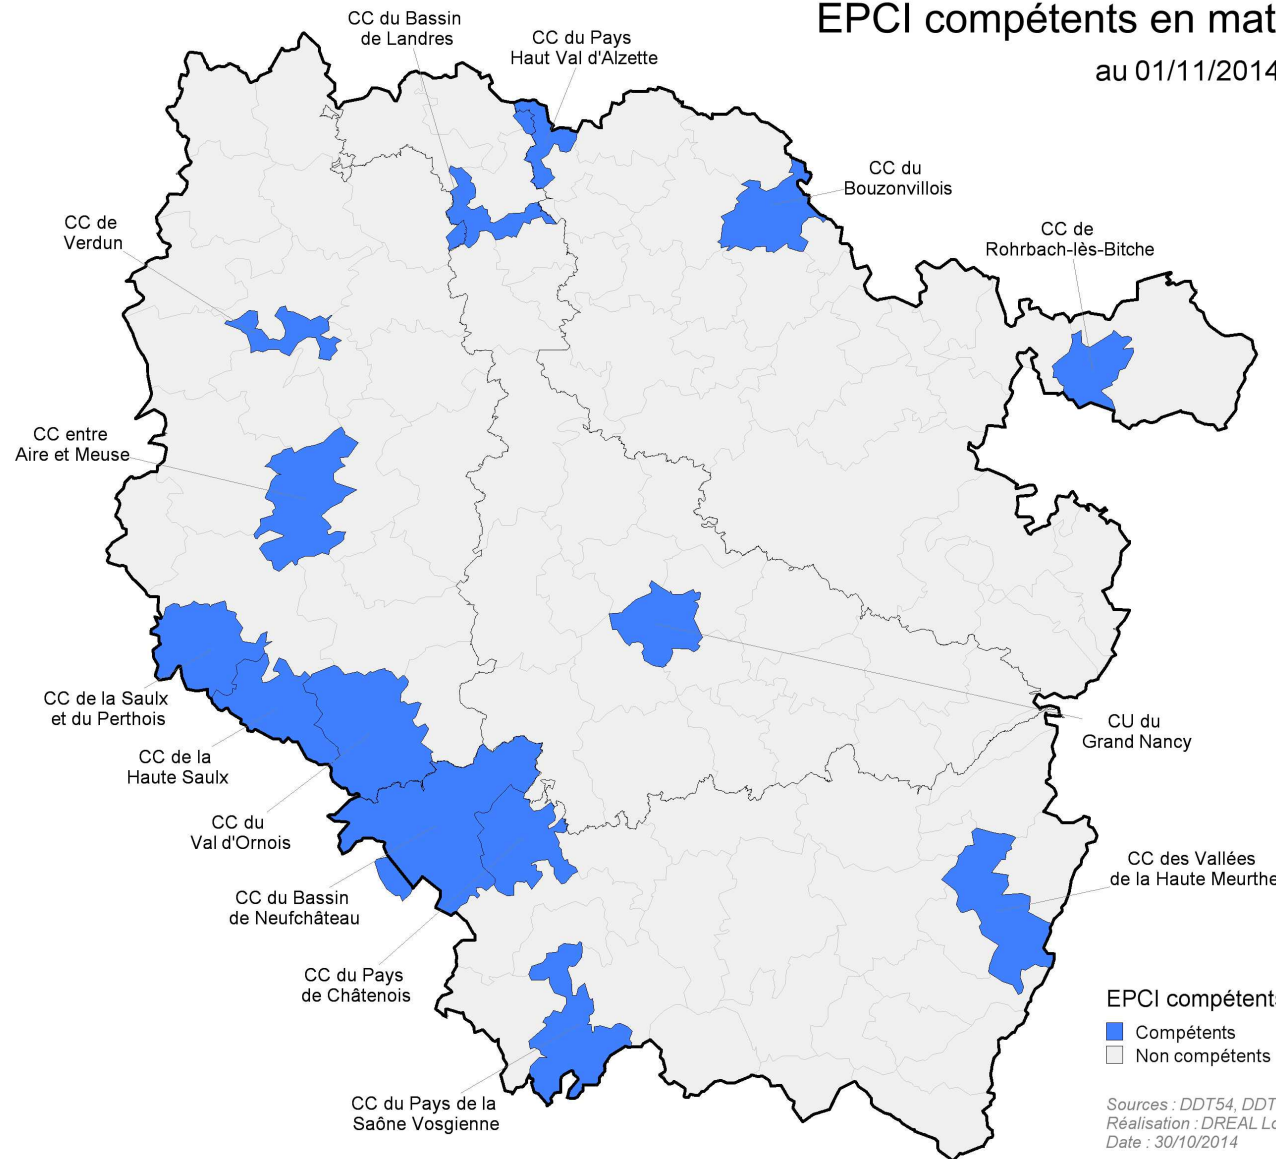 EPCI compétents en mat
au 01/11/2014
CC du Bassin
de Landres
CC du Pays
Haut Val d'Alzette
CC du
Bouzonvillois
CC de
Rohrbach-lès-Bitche
CC de
Verdun
CC entre
Aire et Meuse
CC de la Saulx
et du Perthois
CC de la
Haute Saulx
CC du
Val d'Ornois
CC du Bassin
de Neufchâteau
CC du Pays
de Châtenois
CC du Pays de la
Saône Vosgienne
CU du
Grand Nancy
CC des Vallées
de la Haute Meurthe
EPCI compétents
Compétents
Non compétents
Sources : DDT54, DDT
Réalisation : DREAL Lo
Date : 30/10/2014